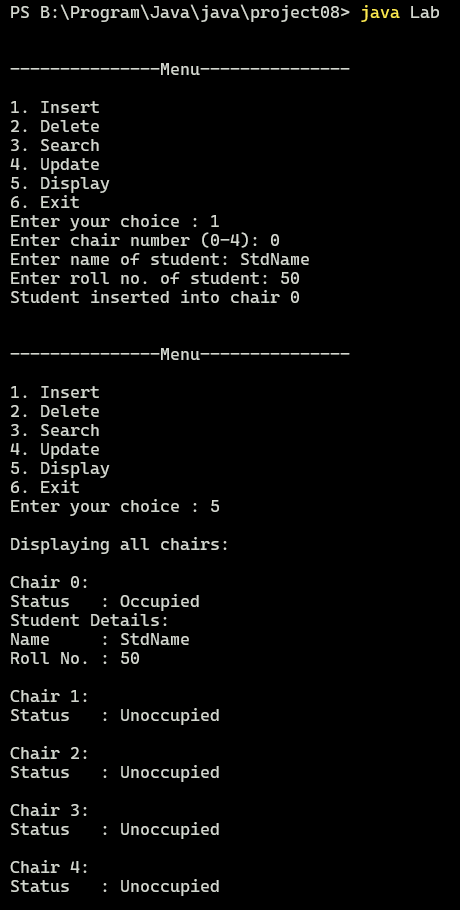 PS B:\Program\Java\java\project08> java Lab
---------------Menu---------------
1. Insert
2. Delete
3. Search
4. Update
5. Display
6. Exit
Enter your choice : 1
Enter chair number (0-4): 0
Enter name of student: StdName
Enter roll no. of student: 50
Student inserted into chair 0
---------------Menu---------------
1. Insert
2. Delete
3. Search
4. Update
5. Display
6. Exit
Enter your choice : 5
Displaying all chairs:
Chair 0:
Status   : Occupied
Student Details:
Name     : StdName
Roll No. : 50
Chair 1:
Status   : Unoccupied
Chair 2:
Status   : Unoccupied
Chair 3:
Status   : Unoccupied
Chair 4:
Status   : Unoccupied